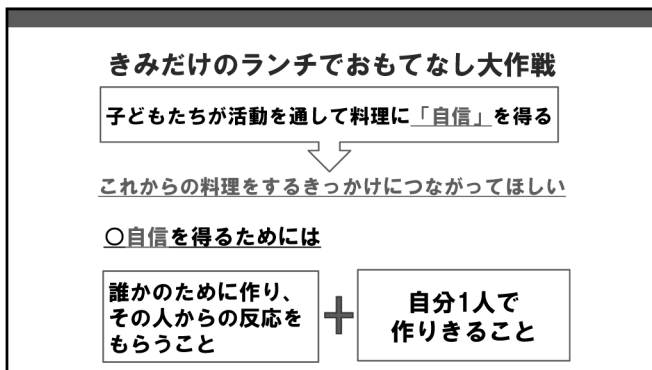 きみだけのランチでおもてなし大作戦
子どもたちが活動を通して料理に「自信」を得る
これからの料理をするきっかけにつながってほしい
〇自信を得るためには
誰かのために作り、
その人からの反応を
もらうこと
+
自分1人で
作りきること